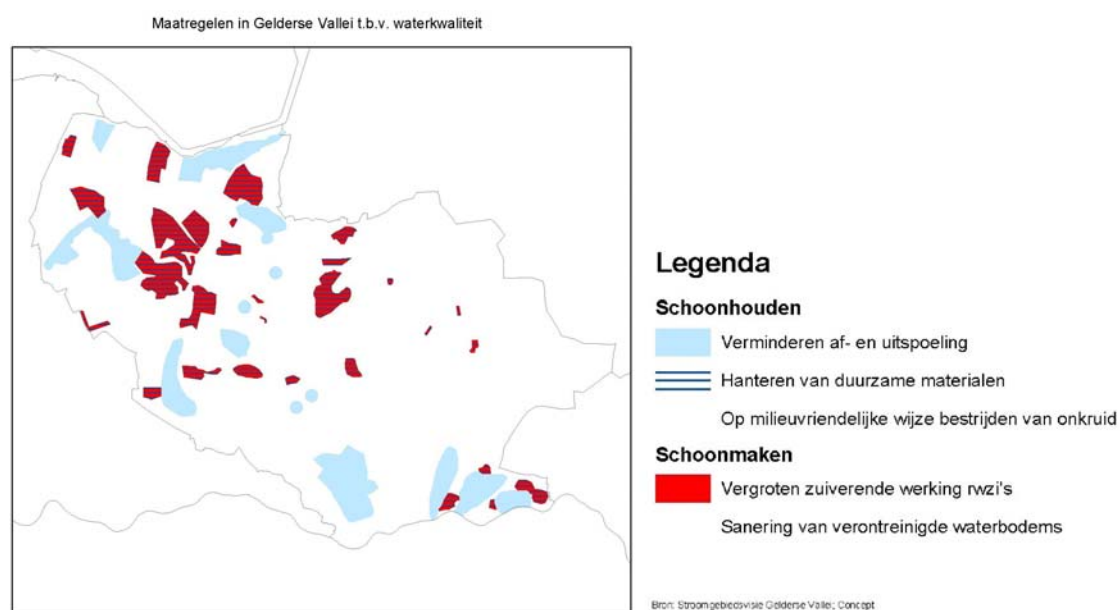 Maatregelen in Gelderse Vallei t.b.v. waterkwaliteit
Legenda
Schoonhouden
Verminderen af- en uitspoeling
Hanteren van duurzame materialen
Op milieuvriendelijke wijze bestrijden van onkruid
Schoonmaken
Vergroten zuiverende werking rwzi's
Sanering van verontreinigde waterbodems
Bron: Stroomgebiedsvisie Gelderse Vallei; Concept